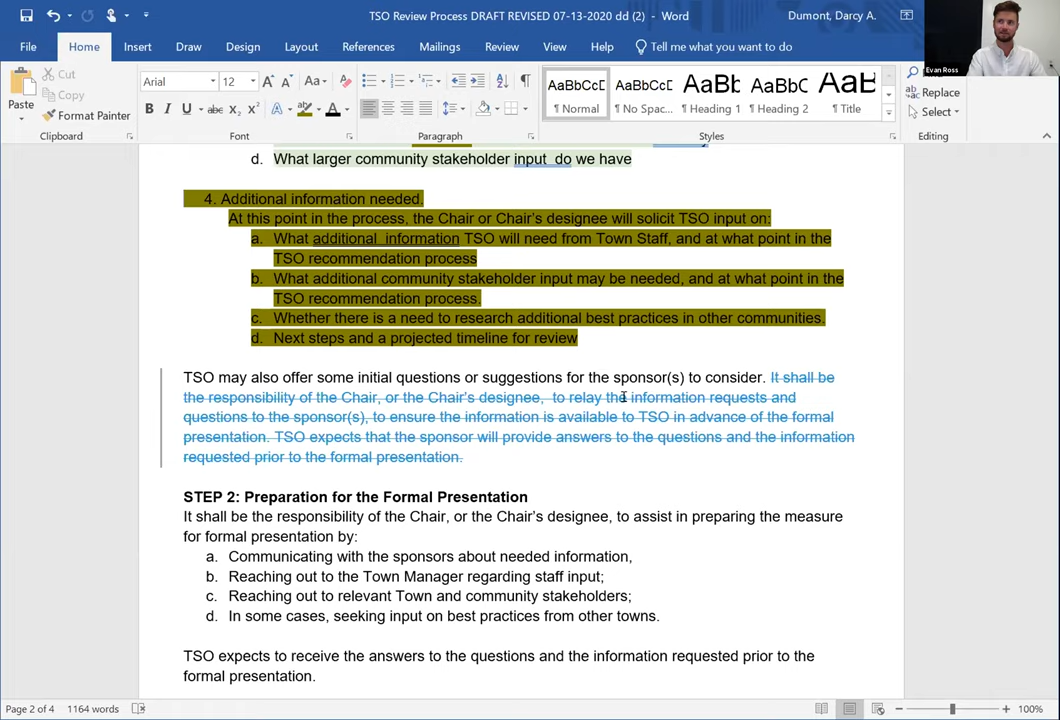 TSO Review Process DRAFT REVISED 07-13-2020 dd (2) - Word
Dumont, Darcy A.
File Home Insert Draw Design Layout References Mailings Review View Help Tell me what you want to do
Evan Ross
Paste
Cut
Copy
Format Painter
Clipboard
Arial 12
Font
Paragraph
AaBbCcD AaBbCcD AaBb( AaBbC( AaB
¶ Normal ¶ No Spac... Heading 1 Heading 2 Title
Styles
Replace
Select
Editing
d. What larger community stakeholder input do we have
4. Additional information needed.
At this point in the process, the Chair or Chair's designee will solicit TSO input on:
a. What additional information TSO will need from Town Staff, and at what point in the
TSO recommendation process
b. What additional community stakeholder input may be needed, and at what point in the
TSO recommendation process.
c. Whether there is a need to research additional best practices in other communities.
d. Next steps and a projected timeline for review
TSO may also offer some initial questions or suggestions for the sponsor(s) to consider. It shall be
the responsibility of the Chair, or the Chair's designee, to relay the information requests and
questions to the sponsor(s), to ensure the information is available to TSO in advance of the formal
presentation. TSO expects that the sponsor will provide answers to the questions and the information
requested prior to the formal presentation.
STEP 2: Preparation for the Formal Presentation
It shall be the responsibility of the Chair, or the Chair's designee, to assist in preparing the measure
for formal presentation by:
a. Communicating with the sponsors about needed information,
b. Reaching out to the Town Manager regarding staff input;
c. Reaching out to relevant Town and community stakeholders;
d. In some cases, seeking input on best practices from other towns.
TSO expects to receive the answers to the questions and the information requested prior to the
formal presentation.
Page 2 of 4 1164 words
100%